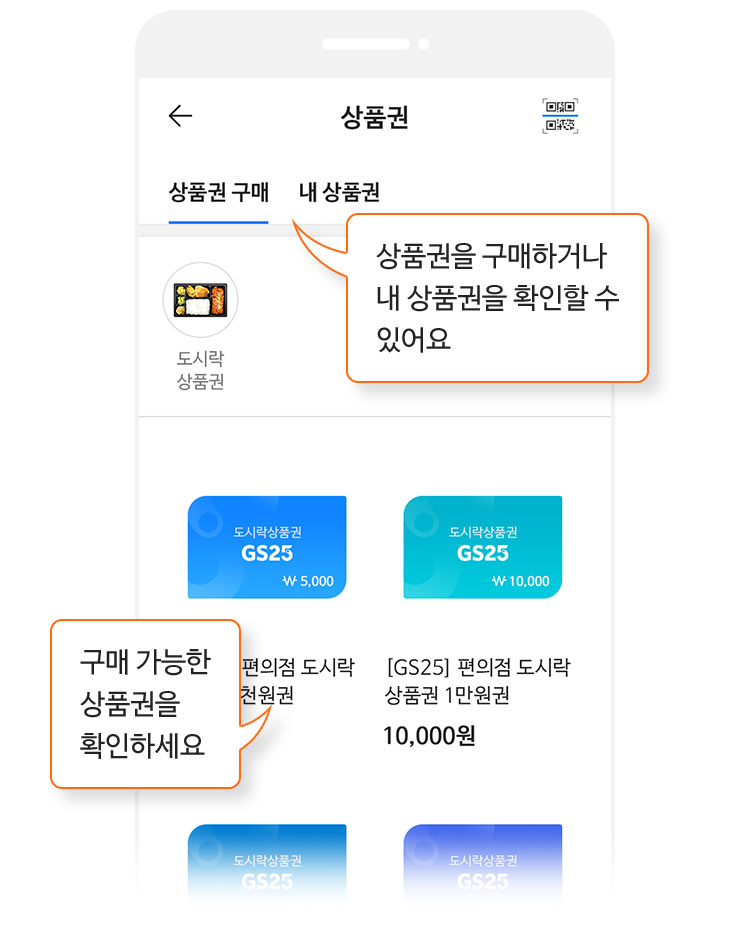 상품권
상품권 구매
내 상품권
상품권을 구매하거나
내 상품권을 확인할 수
있어요
도시락
상품권
도시락상품권
GS25
₩ 5,000
도시락상품권
GS25
₩ 10,000
구매 가능한
상품권을
확인하세요
편의점 도시락
천원권
[GS25] 편의점 도시락
상품권 1만원권
10,000원
도시락상품권
GS25
도시락상품권
GS25